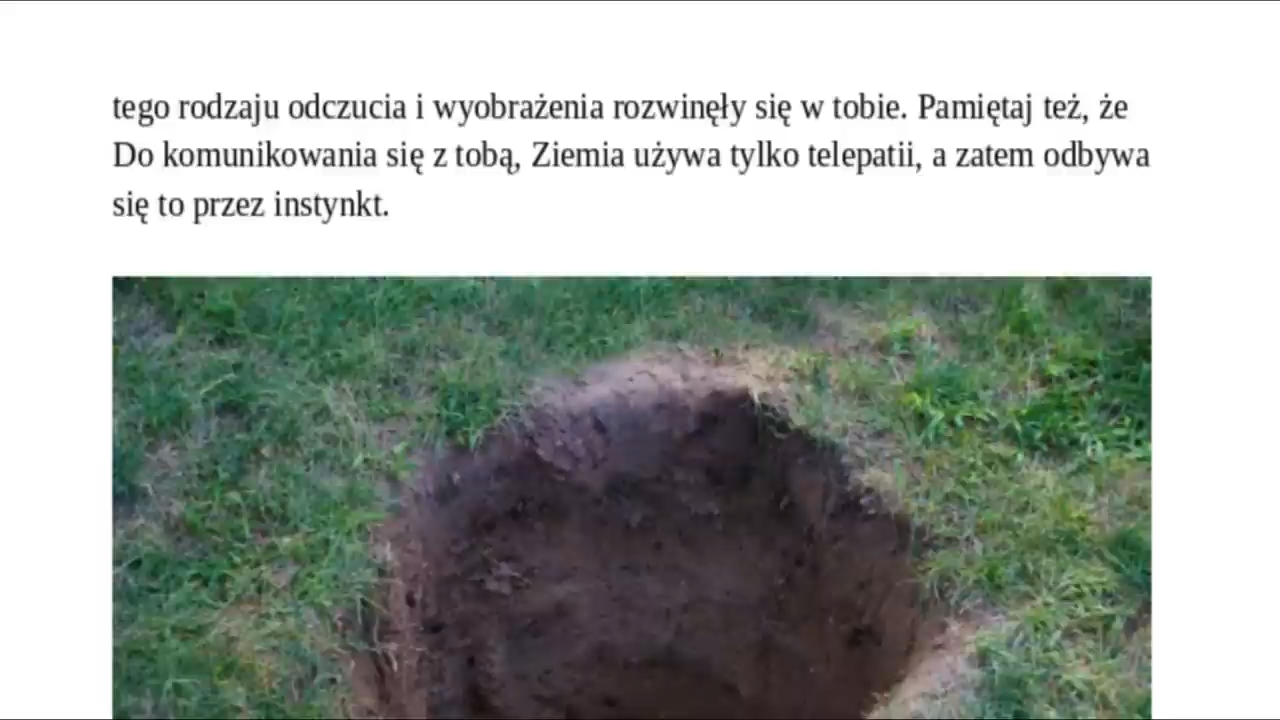 tego rodzaju odczucia i wyobrażenia rozwinęły się w tobie. Pamiętaj też, że
Do komunikowania się z tobą, Ziemia używa tylko telepatii, a zatem odbywa
się to przez instynkt.